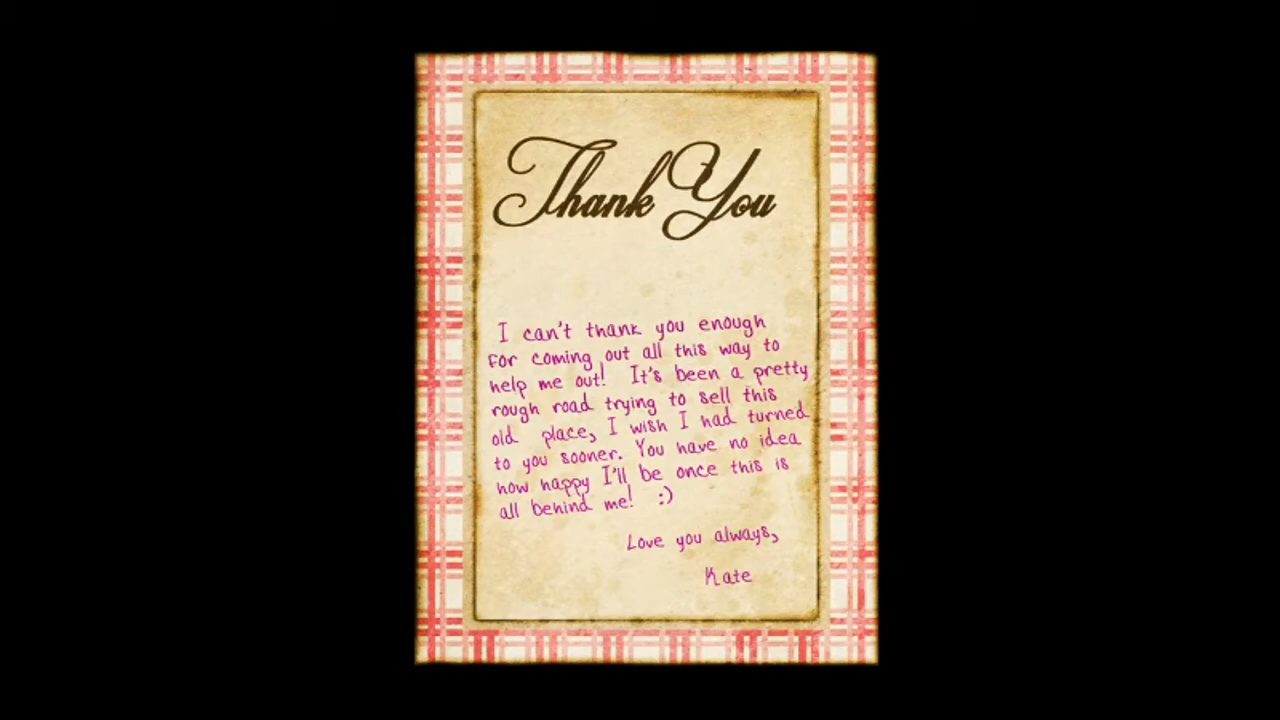 Thank You
I can't thank you enough
for coming out all this way to
help me out! It's been a pretty
rough road trying to sell this
old place, I wish I had turned
to you sooner. You have no idea
how happy I'll be once this is
all behind me! :)
Love you always,
Kate